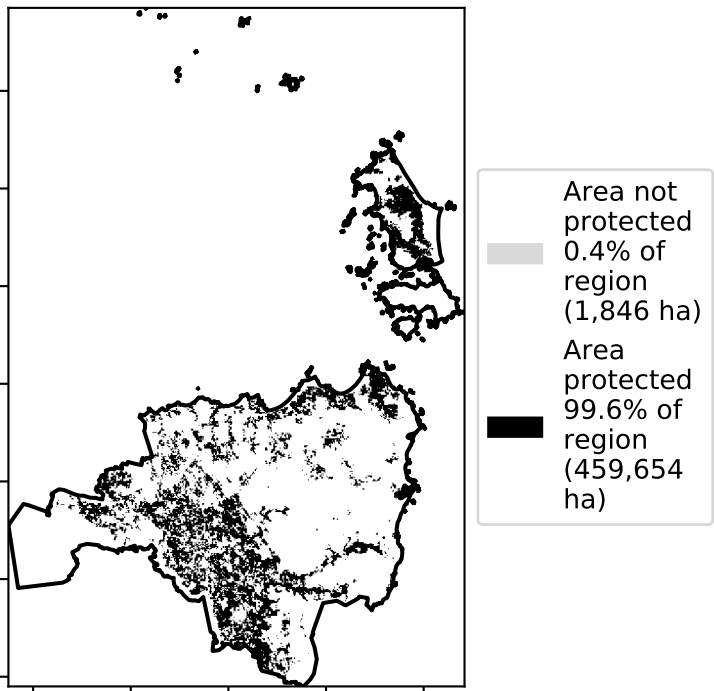 Area not
protected
0.4% of
region
(1,846 ha)
Area
protected
99.6% of
region
(459,654
ha)